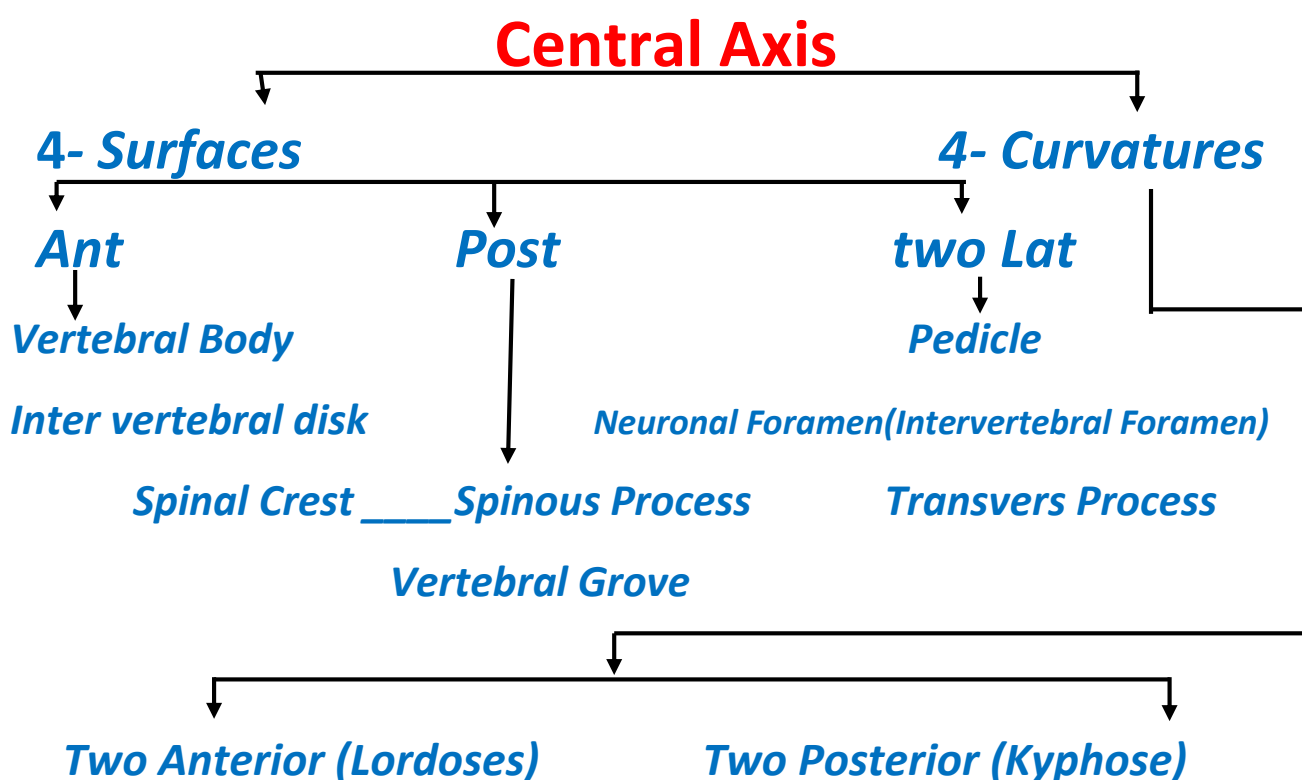 Central Axis
4- Surfaces 4- Curvatures
Ant Post two Lat
Vertebral Body Pedicle
Inter vertebral disk Neuronal Foramen(Intervertebral Foramen)
Spinal Crest ____Spinous Process Transvers Process
Vertebral Grove
Two Anterior (Lordoses) Two Posterior (Kyphose)